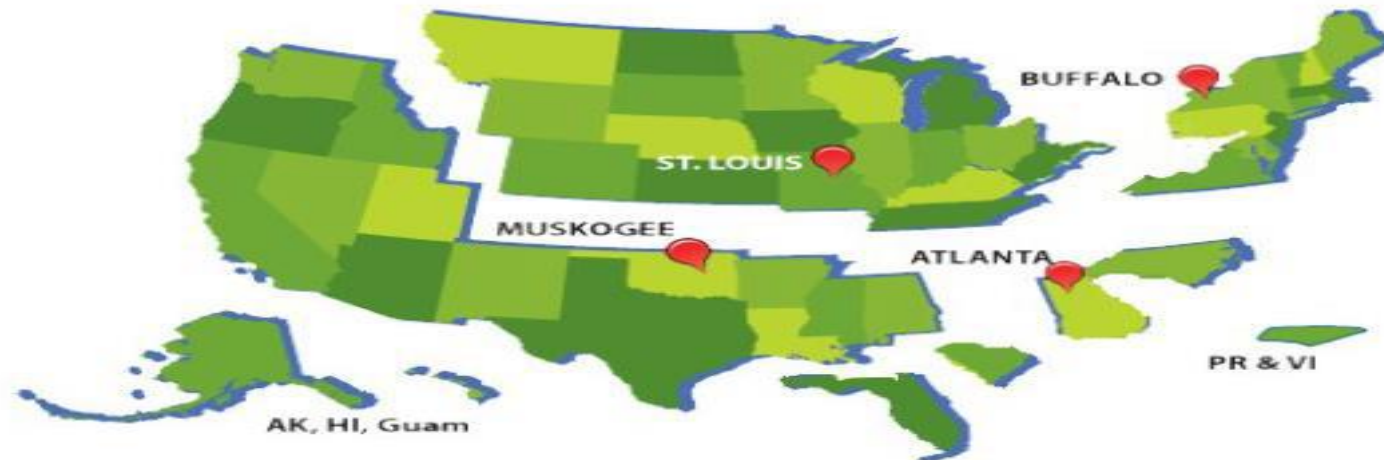 BUFFALO
ST. LOUIS
MUSKOGEE
ATLANTA
PR & VI
AK, HI, Guam